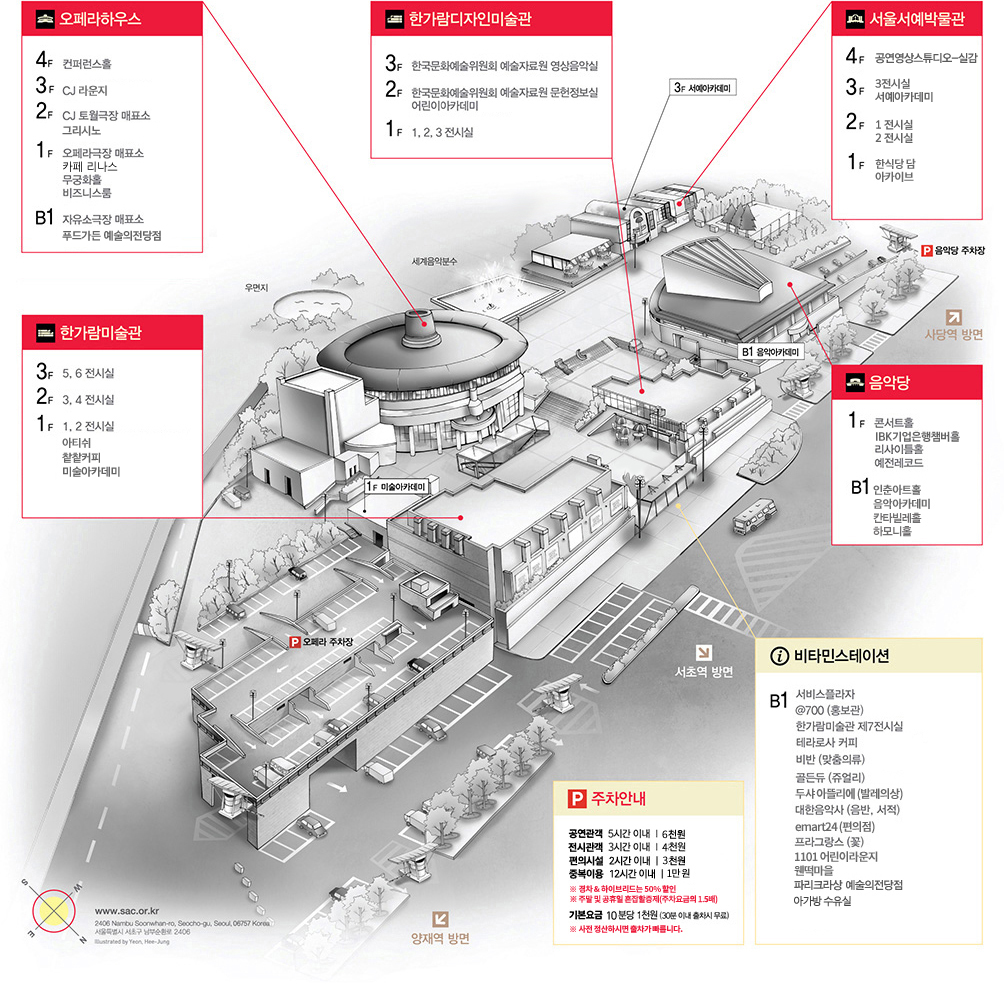 오페라하우스
4F 컨퍼런스홀
3F CJ 라운지
2F CJ 토월극장 매표소
그리시노
1F 오페라극장 매표소
카페 리나스
무궁화홀
비즈니스룸
B1 자유소극장 매표소
푸드가든 예술의전당점
한가람디자인미술관
3F 한국문화예술위원회 예술자료원 영상음악실
2F 한국문화예술위원회 예술자료원 문헌정보실
어린이아카데미
1F 1, 2, 3 전시실
서울서예박물관
4F 공연영상스튜디오-실감
3F 3전시실
서예아카데미
2F 1 전시실
2 전시실
1F 한식당 담
아카이브
3F 서예아카데미
P 음악당 주차장
세계음악분수
우면지
사당역 방면
한가람미술관
3F 5, 6 전시실
2F 3, 4 전시실
1F 1, 2 전시실
아티쉬
촽촽커피
미술아카데미
B1 음악아카데미
음악당
1F 콘서트홀
IBK기업은행챔버홀
리사이틀홀
예전레코드
B1 인춘아트홀
음악아카데미
칸타빌레홀
하모니홀
1F 미술아카데미
P 오페라 주차장
서초역 방면
비타민스테이션
B1 서비스플라자
@700 (홍보관)
한가람미술관 제7전시실
테라로사 커피
비반 (맞춤의류)
골든듀 (쥬얼리)
두샤 아뜰리에 (발레의상)
대한음악사 (음반, 서적)
emart24 (편의점)
프라그랑스 (꽃)
1101 어린이라운지
웬떡마을
파리크라상 예술의전당점
아가방 수유실
P 주차안내
공연관객 5시간 이내 | 6천원
전시관객 3시간 이내 | 4천원
편의시설 2시간 이내 | 3천원
중복이용 12시간 이내 | 1만원
※ 경차 & 하이브리드는 50% 할인
※ 주말 및 공휴일 혼잡할증제(주차요금의 1.5배)
기본요금 10분당 1천원 (30분 이내 출차시 무료)
※ 사전 정산하시면 출차가 빠릅니다.
S W E N
www.sac.or.kr
2406 Nambu Soonwhan-ro, Seocho-gu, Seoul, 06757 Korea
서울특별시 서초구 남부순환로 2406
Illustrated by Yeon, Hee-Jung
양재역 방면